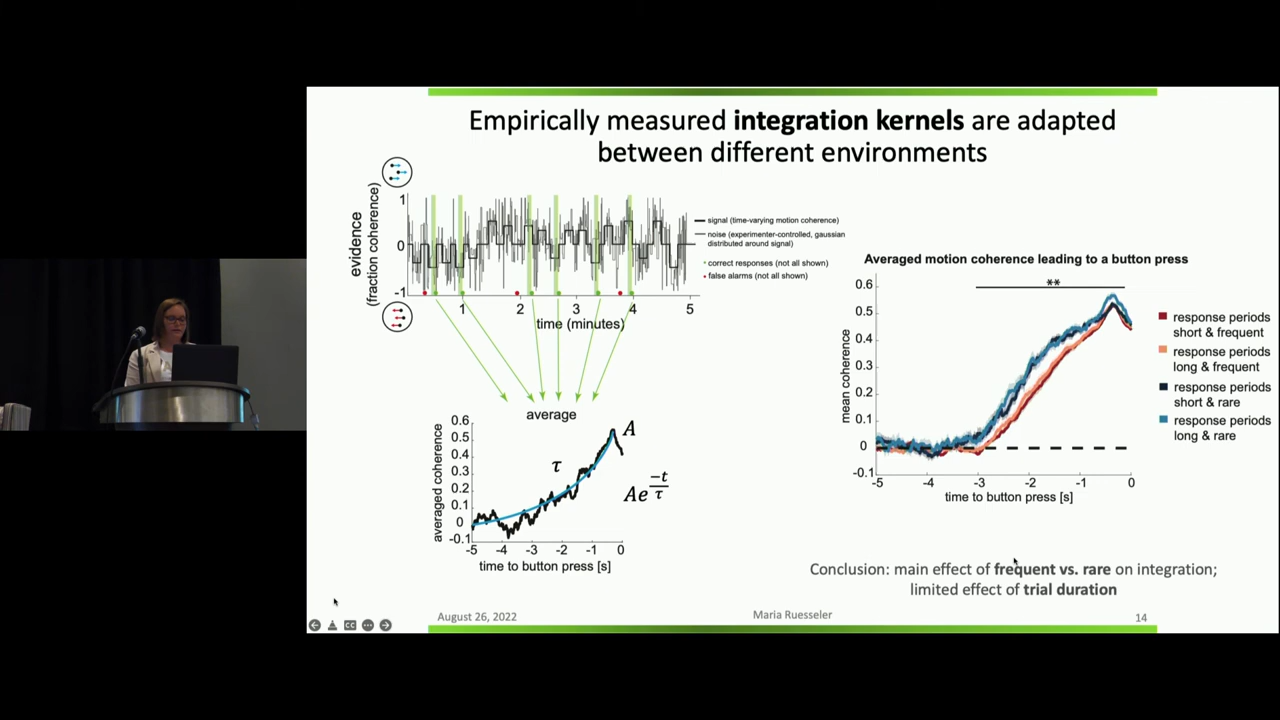 Empirically measured integration kernels are adapted
between different environments
evidence
(fraction coherence)
1
0
-1
1 2 3 4 5
time (minutes)
signal (time-varying motion coherence)
noise (experimenter-controlled, gaussian
distributed around signal)
correct responses (not all shown)
false alarms (not all shown)
average
averaged coherence
0.6
0.5
0.4
0.3
0.2
0.1
0
-0.1
A
τ
Ae^{-t/τ}
-5 -4 -3 -2 -1 0
time to button press [s]
Averaged motion coherence leading to a button press
**
mean coherence
0.6
0.5
0.4
0.3
0.2
0.1
0
-0.1
-5 -4 -3 -2 -1 0
time to button press [s]
response periods
short & frequent
response periods
long & frequent
response periods
short & rare
response periods
long & rare
Conclusion: main effect of frequent vs. rare on integration;
limited effect of trial duration
August 26, 2022
Maria Ruesseler
14
CC